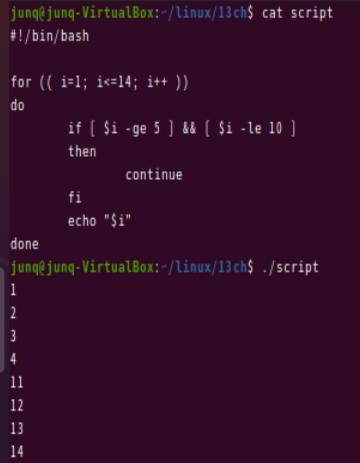 junq@junq-VirtualBox:~/linux/13ch$ cat script
#!/bin/bash

for (( i=1; i<=14; i++ ))
do
        if [ $i -ge 5 ] && [ $i -le 10 ]
        then
                continue
        fi
        echo "$i"
done
junq@junq-VirtualBox:~/linux/13ch$ ./script
1
2
3
4
11
12
13
14